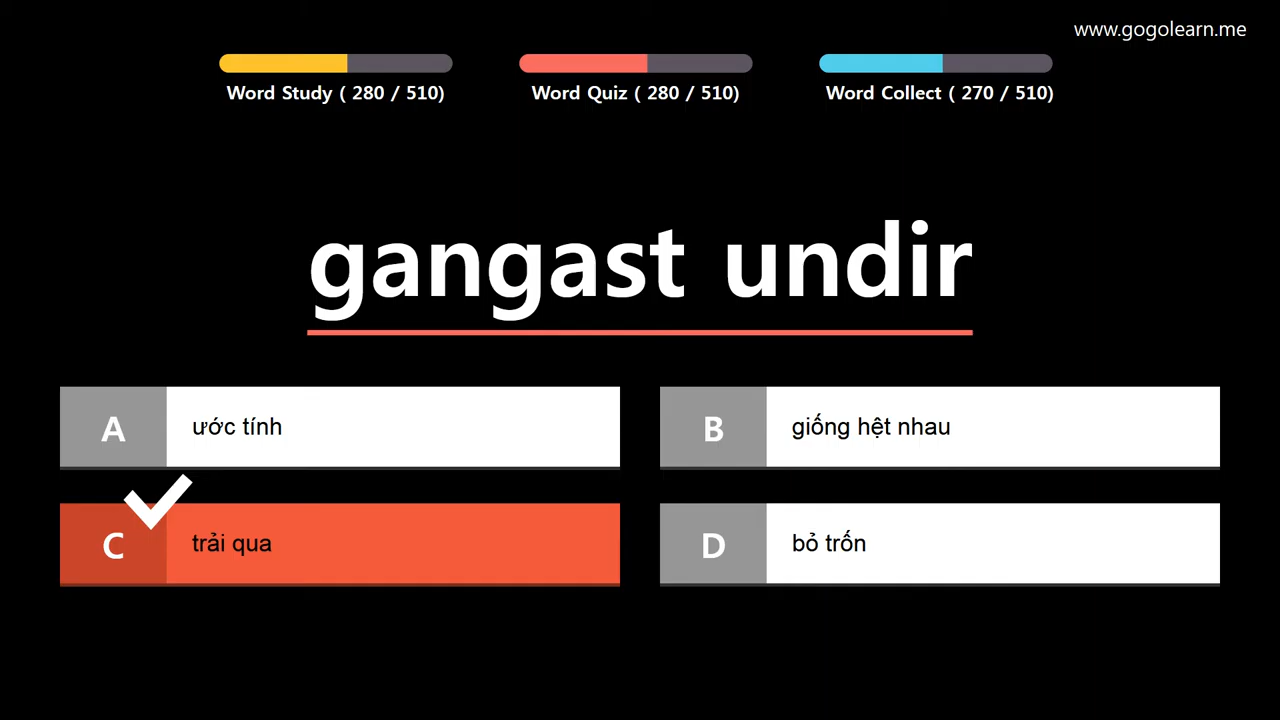 www.gogolearn.me
Word Study ( 280 / 510)
Word Quiz ( 280 / 510)
Word Collect ( 270 / 510)
gangast undir
A
ước tính
B
giống hệt nhau
C
trải qua
D
bỏ trốn